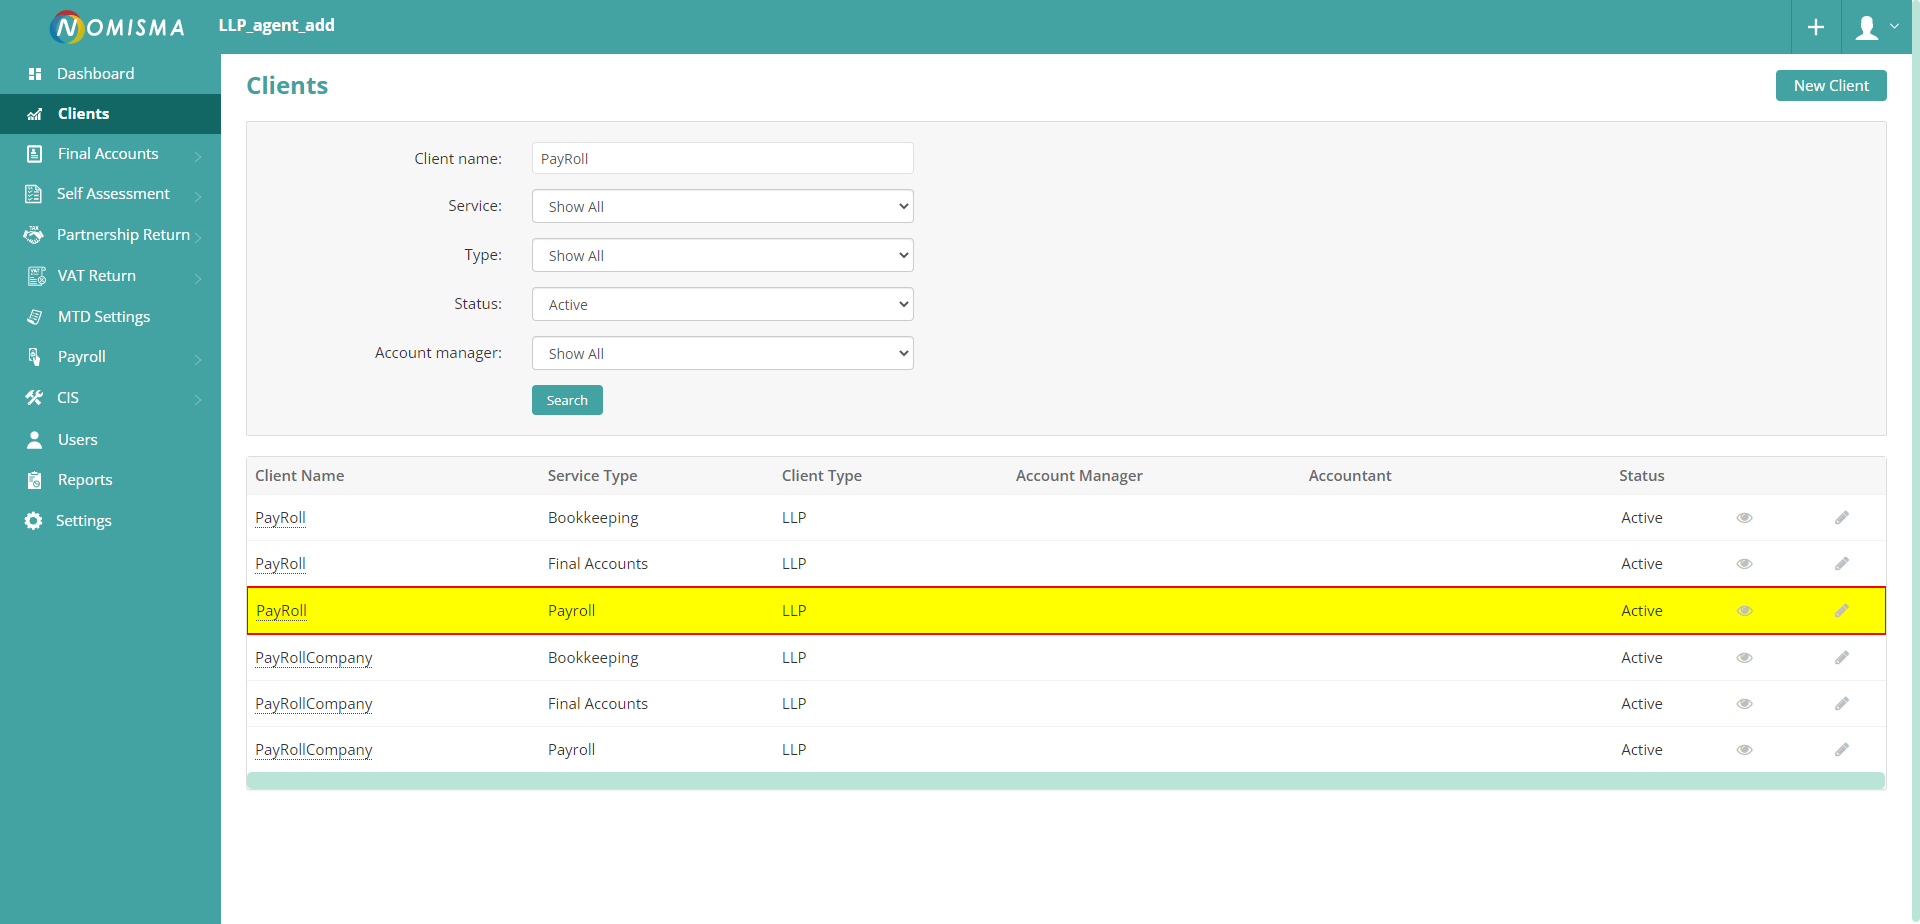 NOMISMA
LLP_agent_add
Dashboard
Clients
Final Accounts
Self Assessment
TAX
Partnership Return
VAT
VAT Return
MTD Settings
Payroll
CIS
Users
Reports
Settings
Clients
New Client
Client name: PayRoll
Service: Show All
Type: Show All
Status: Active
Account manager: Show All
Search
Client Name Service Type Client Type Account Manager Accountant Status
PayRoll Bookkeeping LLP Active
PayRoll Final Accounts LLP Active
PayRoll Payroll LLP Active
PayRollCompany Bookkeeping LLP Active
PayRollCompany Final Accounts LLP Active
PayRollCompany Payroll LLP Active